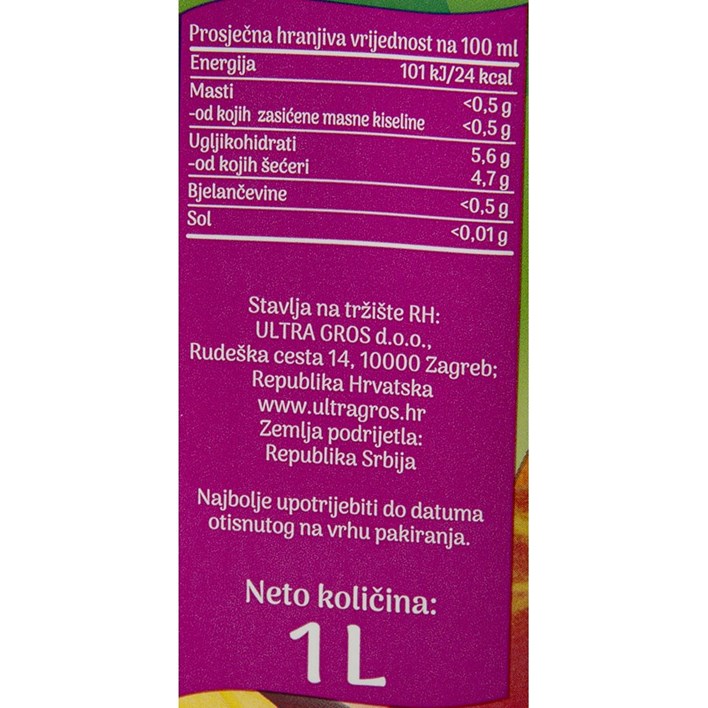 Prosječna hranjiva vrijednost na 100 ml
Energija 101 kJ/24 kcal
Masti <0,5 g
-od kojih zasićene masne kiseline <0,5 g
Ugljikohidrati 5,6 g
-od kojih šećeri 4,7 g
Bjelančevine <0,5 g
Sol <0,01 g
Stavlja na tržište RH:
ULTRA GROS d.o.o.,
Rudeška cesta 14, 10000 Zagreb;
Republika Hrvatska
www.ultragros.hr
Zemlja podrijetla:
Republika Srbija
Najbolje upotrijebiti do datuma
otisnutog na vrhu pakiranja.
Neto količina:
1 L